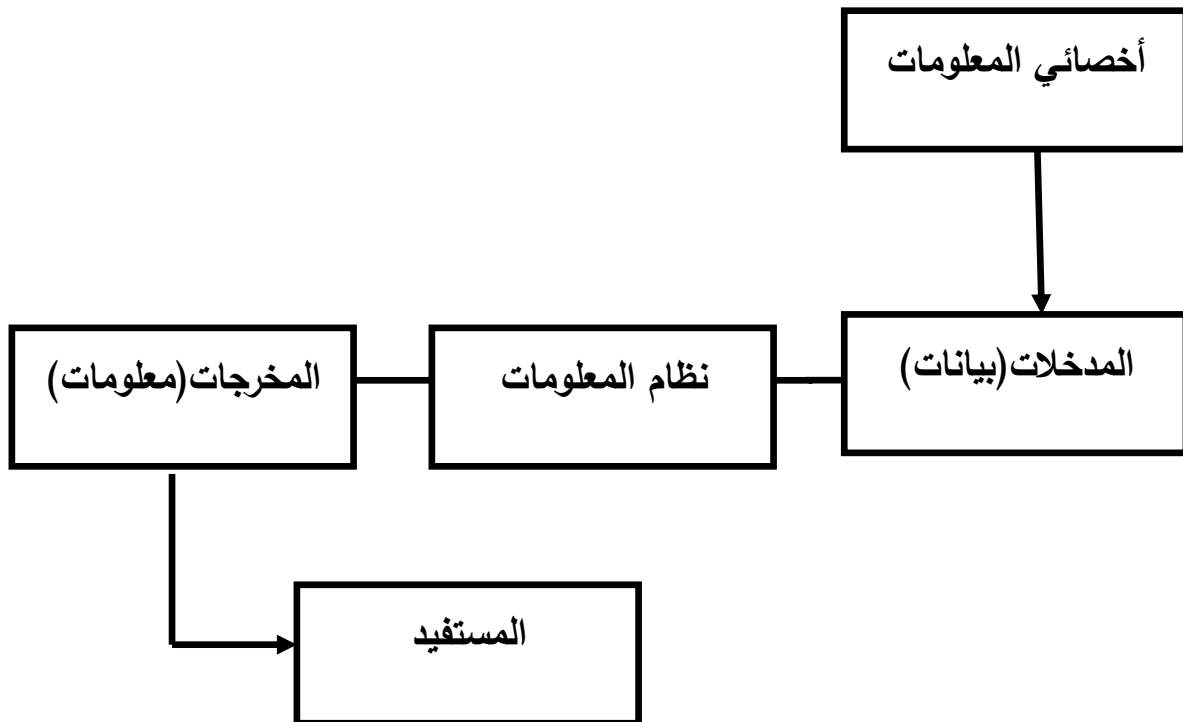 أخصائي المعلومات
المدخلات(بيانات)
نظام المعلومات
المخرجات(معلومات)
المستفيد